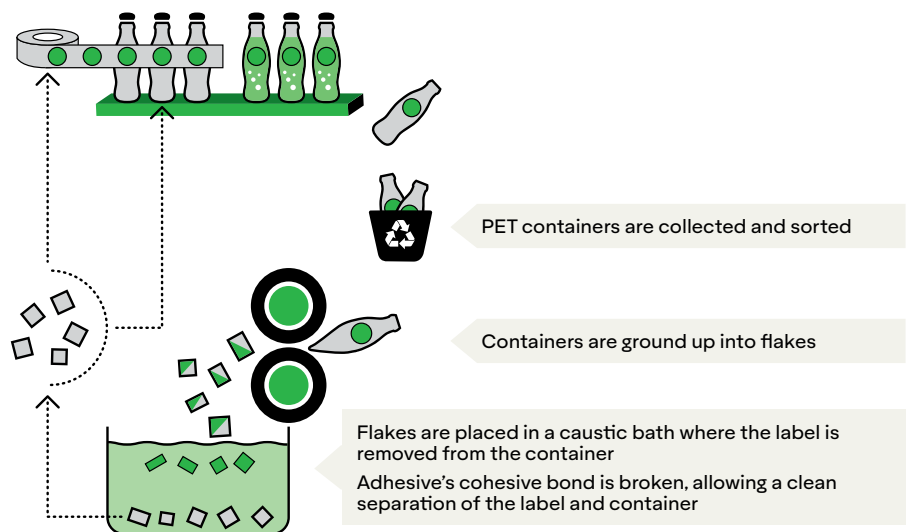 PET containers are collected and sorted
Containers are ground up into flakes
Flakes are placed in a caustic bath where the label is
removed from the container
Adhesive's cohesive bond is broken, allowing a clean
separation of the label and container